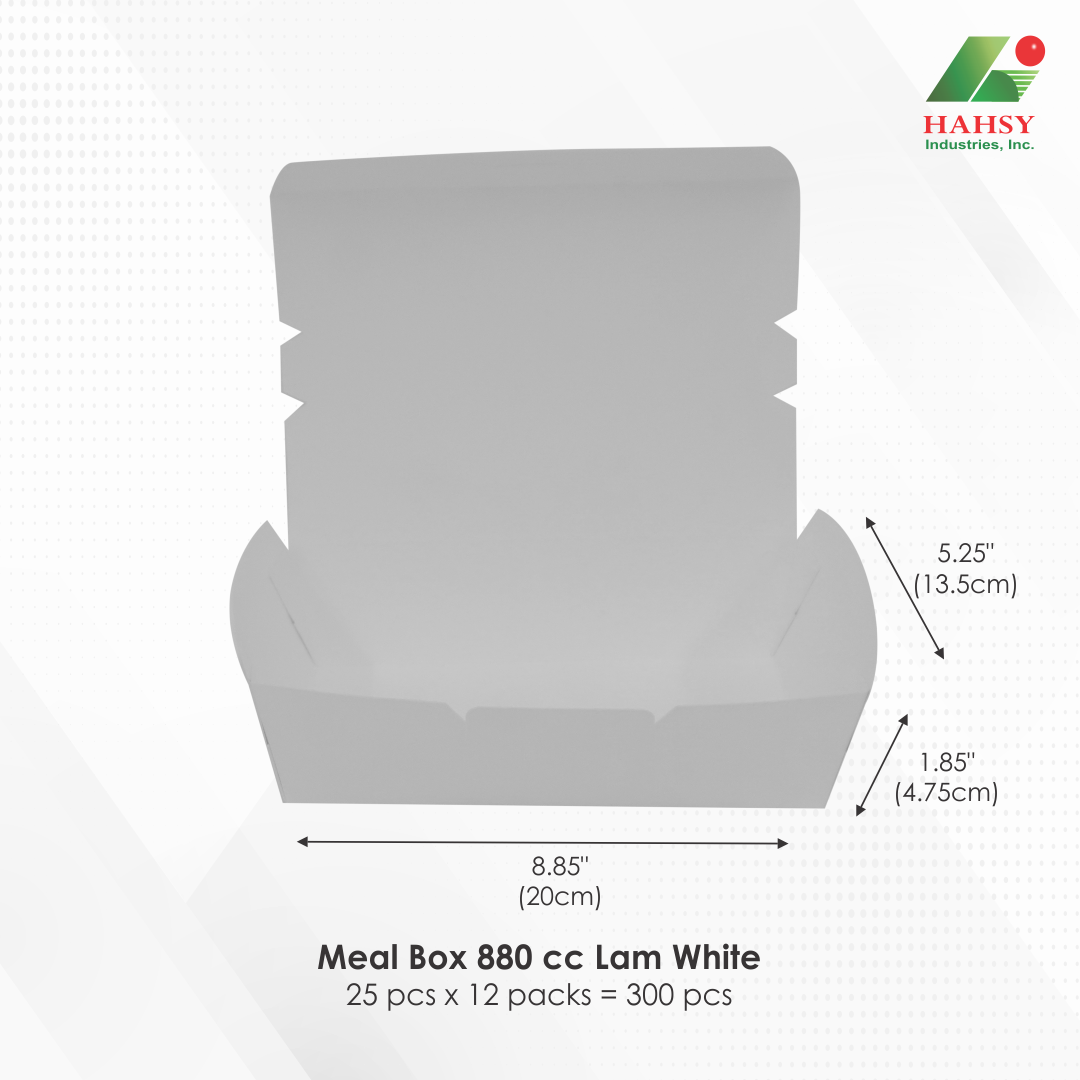 HAHSY
Industries, Inc.
5.25"
(13.5cm)
1.85"
(4.75cm)
8.85"
(20cm)
Meal Box 880 cc Lam White
25 pcs x 12 packs = 300 pcs